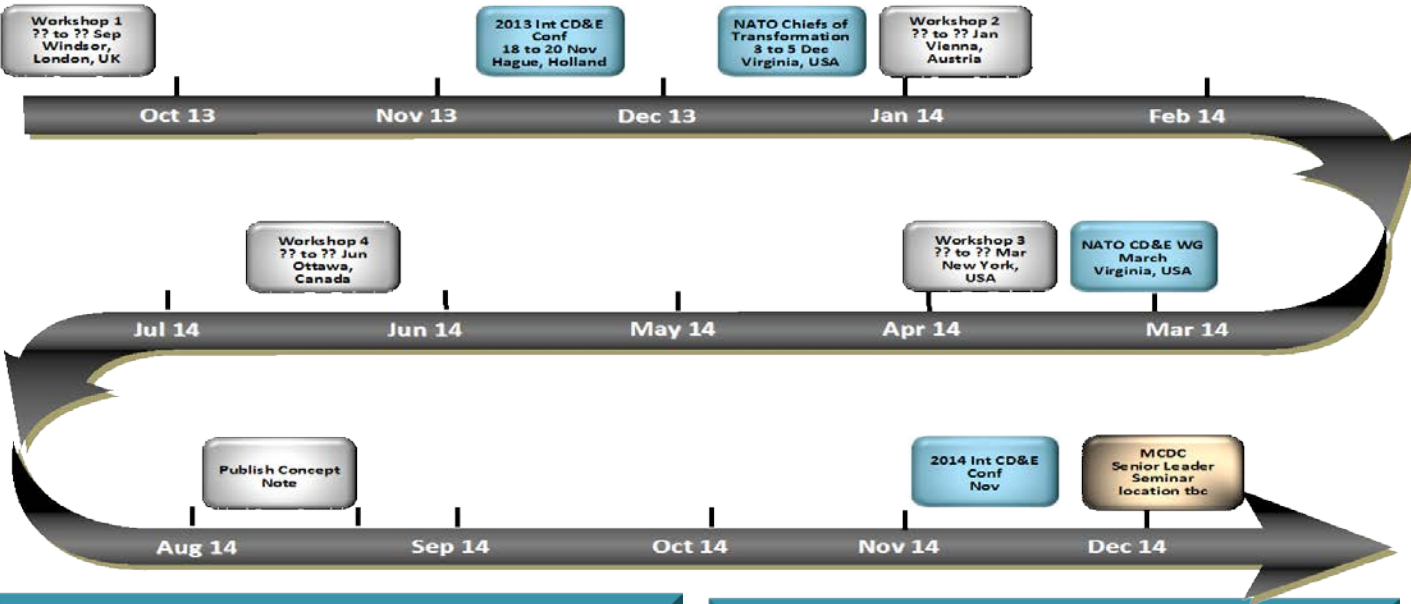 Workshop 1
?? to ?? Sep
Windsor,
London, UK
2013 Int CD&E
Conf
18 to 20 Nov
Hague, Holland
NATO Chiefs of
Transformation
3 to 5 Dec
Virginia, USA
Workshop 2
?? to ?? Jan
Vienna,
Austria
Oct 13
Nov 13
Dec 13
Jan 14
Feb 14
Workshop 4
?? to ?? Jun
Ottawa,
Canada
Workshop 3
?? to ?? Mar
New York,
USA
NATO CD&E WG
March
Virginia, USA
Jul 14
Jun 14
May 14
Apr 14
Mar 14
Publish Concept
Note
2014 Int CD&E
Conf
Nov
MCDC
Senior Leader
Seminar
location tbc
Aug 14
Sep 14
Oct 14
Nov 14
Dec 14